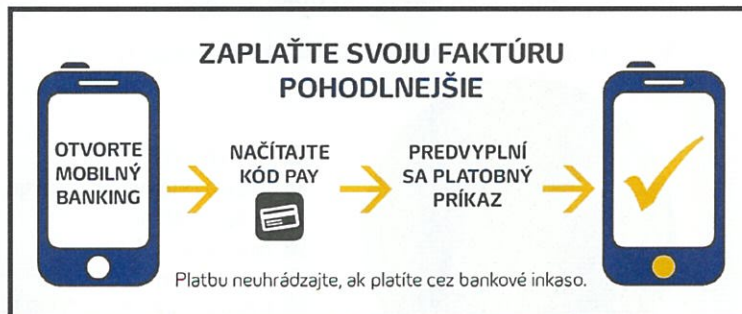 ZAPLAŤTE SVOJU FAKTÚRU
POHODLNEJŠIE
OTVORTE
MOBILNÝ
BANKING
NAČÍTAJTE
KÓD PAY
PREDVYPLNÍ
SA PLATOBNÝ
PRÍKAZ
Platbu neuhrádzajte, ak platíte cez bankové inkaso.